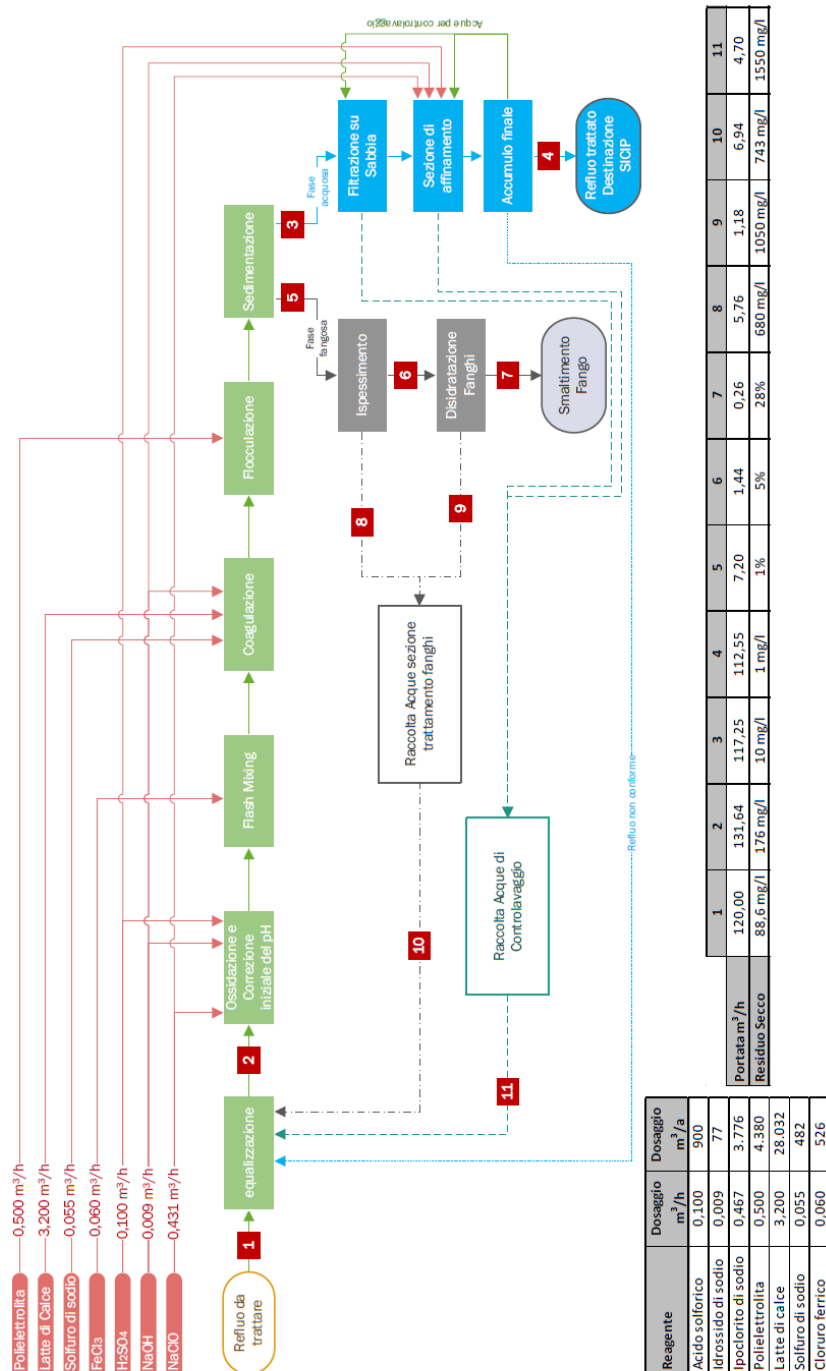 Polielettrolita 0,500 m³/h
Latte di Calce 3,200 m³/h
Solfuro di sodio 0,055 m³/h
FeCl3 0,060 m³/h
H2SO4 0,100 m³/h
NaOH 0,009 m³/h
NaClO 0,431 m³/h
Refluo da
trattare
1
equalizzazione
2
Ossidazione e
Correzione
iniziale del pH
Flash Mixing
Coagulazione
Flocculazione
Sedimentazione
3
Fase
acquosa
5
Fase
fangosa
Filtrazione su
Sabbia
Sezione di
affinamento
Accumulo finale
4
Refluo trattato
Destinazione
SICIP
Acque per controlavaggio
Ispessimento
6
Disidratazione
Fanghi
7
Smaltimento
Fango
8
9
Raccolta Acque sezione
trattamento fanghi
10
Raccolta Acque di
Controlavaggio
11
Refluo non conforme
Reagente Dosaggio m³/h Dosaggio m³/a
Acido solforico 0,100 900
Idrossido di sodio 0,009 77
Ipoclorito di sodio 0,467 3.776
Polielettrolita 0,500 4.380
Latte di calce 3,200 28.032
Solfuro di sodio 0,055 482
Cloruro ferrico 0,060 526
1 2 3 4 5 6 7 8 9 10 11
Portata m³/h 120,00 131,64 117,25 112,55 7,20 1,44 0,26 5,76 1,18 6,94 4,70
Residuo Secco 88,6 mg/l 176 mg/l 10 mg/l 1 mg/l 1% 5% 28% 680 mg/l 1050 mg/l 743 mg/l 1550 mg/l